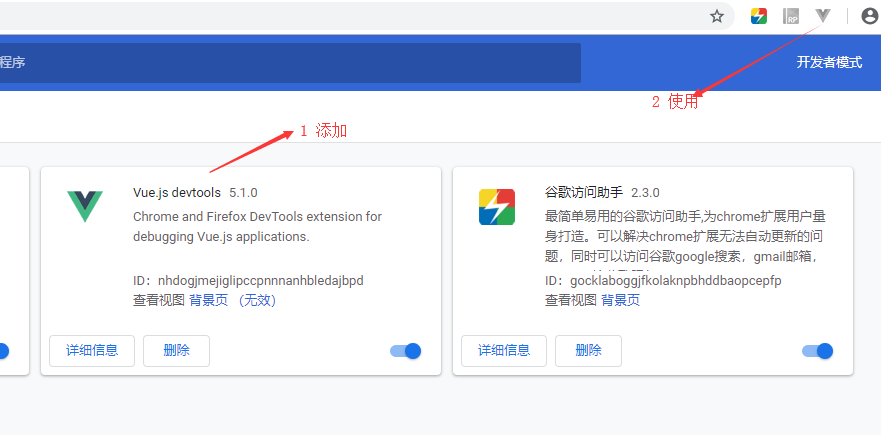 RP
程序
开发者模式
2 使用
1 添加
Vue.js devtools 5.1.0
Chrome and Firefox DevTools extension for
debugging Vue.js applications.
ID：nhdogjmejiglipccpnnnanhbledajbpd
查看视图 背景页 （无效）
详细信息 删除
谷歌访问助手 2.3.0
最简单易用的谷歌访问助手,为chrome扩展用户量
身打造。可以解决chrome扩展无法自动更新的问
题，同时可以访问谷歌google搜索，gmail邮箱，
ID：gocklaboggjfkolaknpbhddbaopcepfp
查看视图 背景页
详细信息 删除